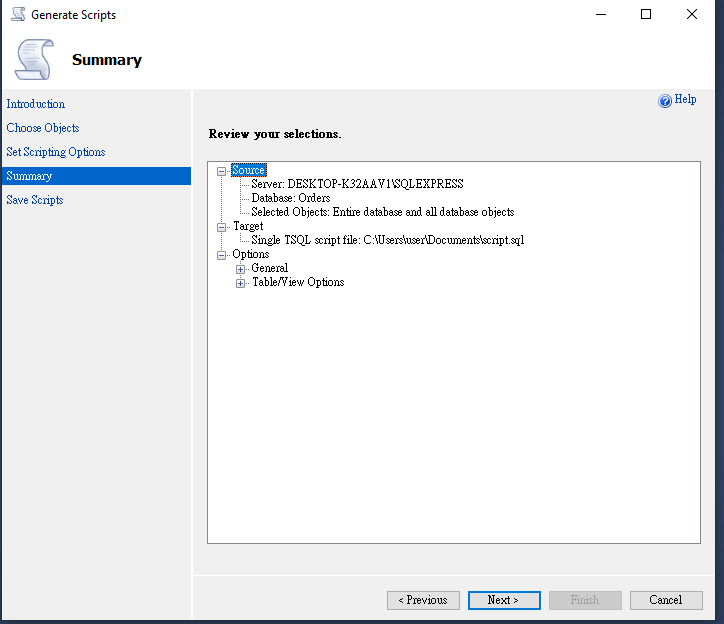 Generate Scripts
Summary
Introduction
Choose Objects
Set Scripting Options
Summary
Save Scripts
Help
Review your selections.
Source
Server: DESKTOP-K32AAV1\SQLEXPRESS
Database: Orders
Selected Objects: Entire database and all database objects
Target
Single TSQL script file: C:\Users\user\Documents\script.sql
Options
General
Table/View Options
< Previous
Next >
Finish
Cancel